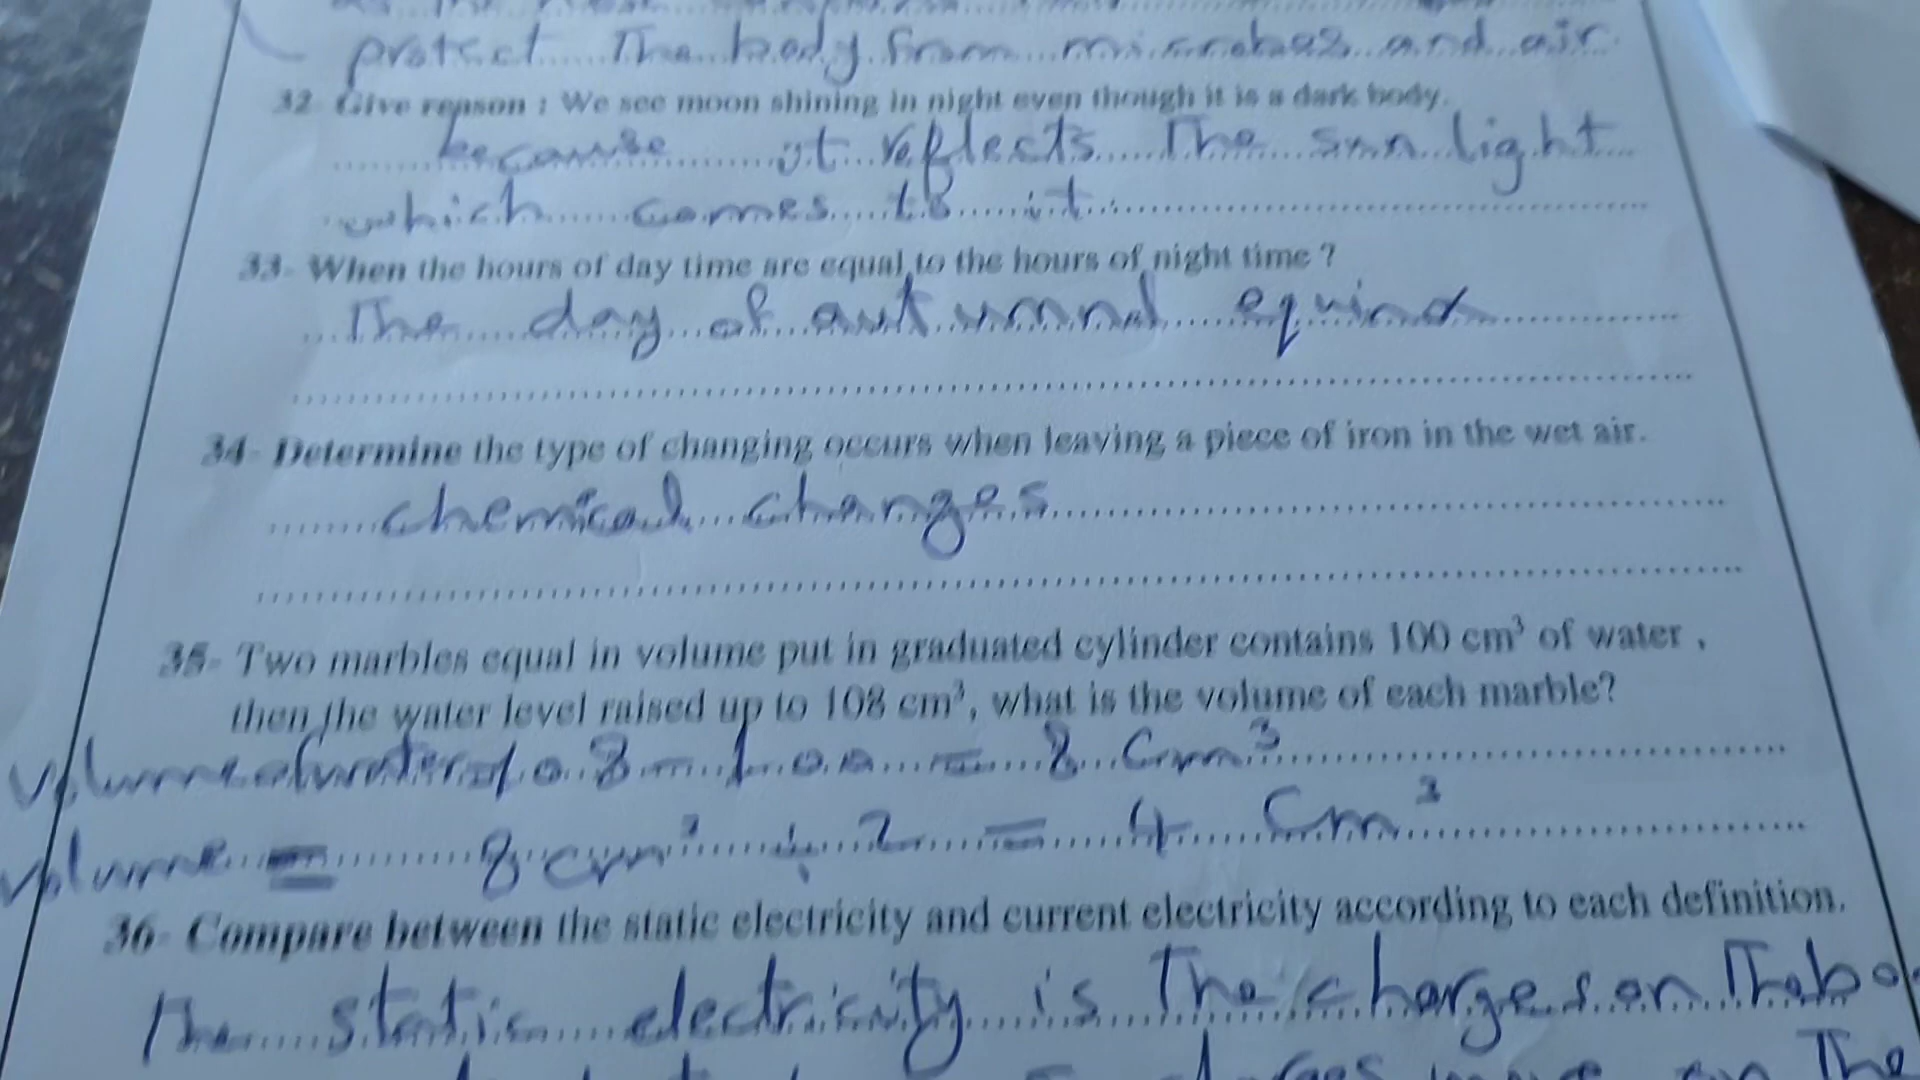 protect The body from microbes and air
32- Give reason : We see moon shining in night even though it is a dark body.
because it reflects The sun light
which comes to it
33- When the hours of day time are equal to the hours of night time ?
The day of autumnal equinox
34- Determine the type of changing occurs when leaving a piece of iron in the wet air.
chemical changes
35- Two marbles equal in volume put in graduated cylinder contains 100 cm³ of water ,
then the water level raised up to 108 cm³, what is the volume of each marble?
volume of water = 108 - 100 = 8 Cm³
volume = 8 cm³ ÷ 2 = 4 Cm³
36- Compare between the static electricity and current electricity according to each definition.
The static electricity is The charges on The bo
The